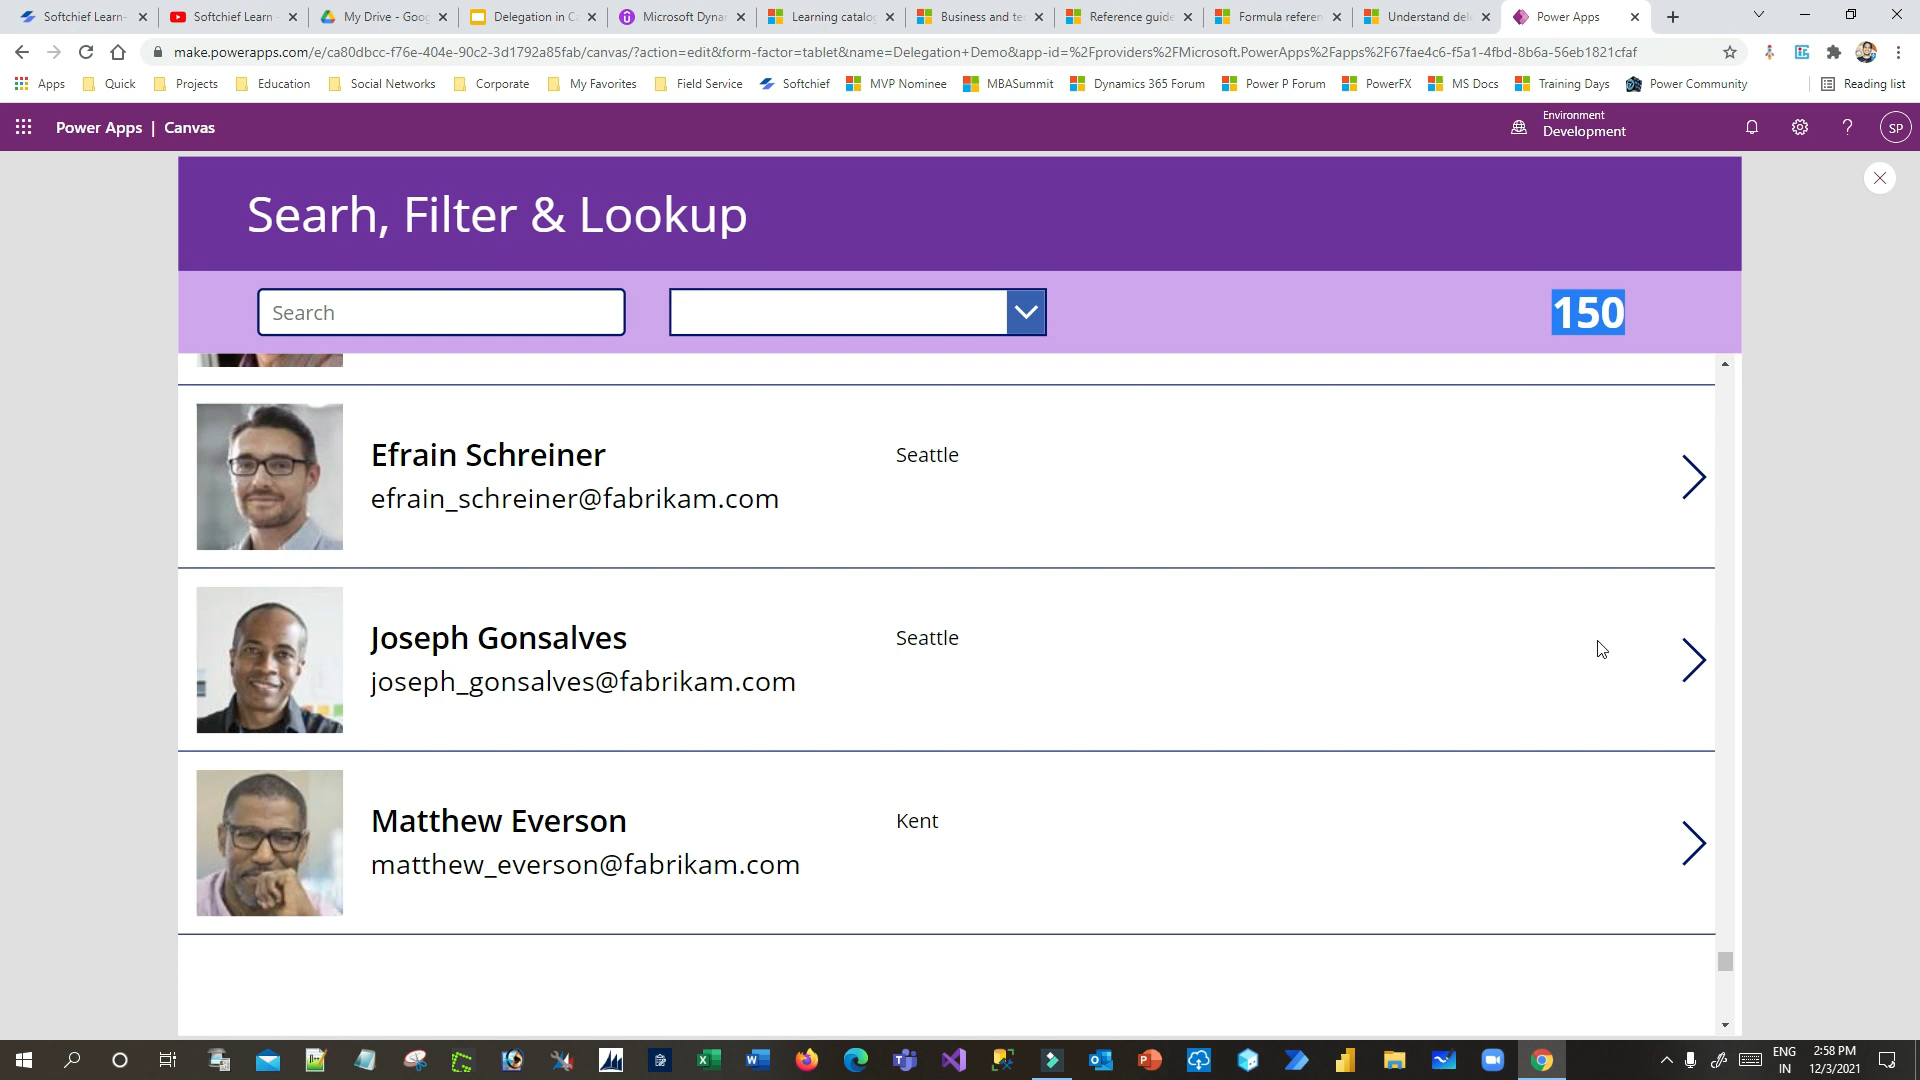 Softchief Learn-
Softchief Learn
My Drive - Goo
Delegation in C
Microsoft Dyna
Learning catalo
Business and te
Reference guide
Formula referen
Understand del
Power Apps
make.powerapps.com/e/ca80dbcc-f76e-404e-90c2-3d1792a85fab/canvas/?action=edit&form-factor=tablet&name=Delegation+Demo&app-id=%2Fproviders%2FMicrosoft.PowerApps%2Fapps%2F67fae4c6-f5a1-4fbd-8b6a-56eb1821cfaf
Apps
Quick
Projects
Education
Social Networks
Corporate
My Favorites
Field Service
Softchief
MVP Nominee
MBASummit
Dynamics 365 Forum
Power P Forum
PowerFX
MS Docs
Training Days
Power Community
Reading list
Power Apps | Canvas
Environment
Development
SP
Searh, Filter & Lookup
Search
150
Efrain Schreiner
Seattle
efrain_schreiner@fabrikam.com
Joseph Gonsalves
Seattle
joseph_gonsalves@fabrikam.com
Matthew Everson
Kent
matthew_everson@fabrikam.com
ENG
IN
2:58 PM
12/3/2021